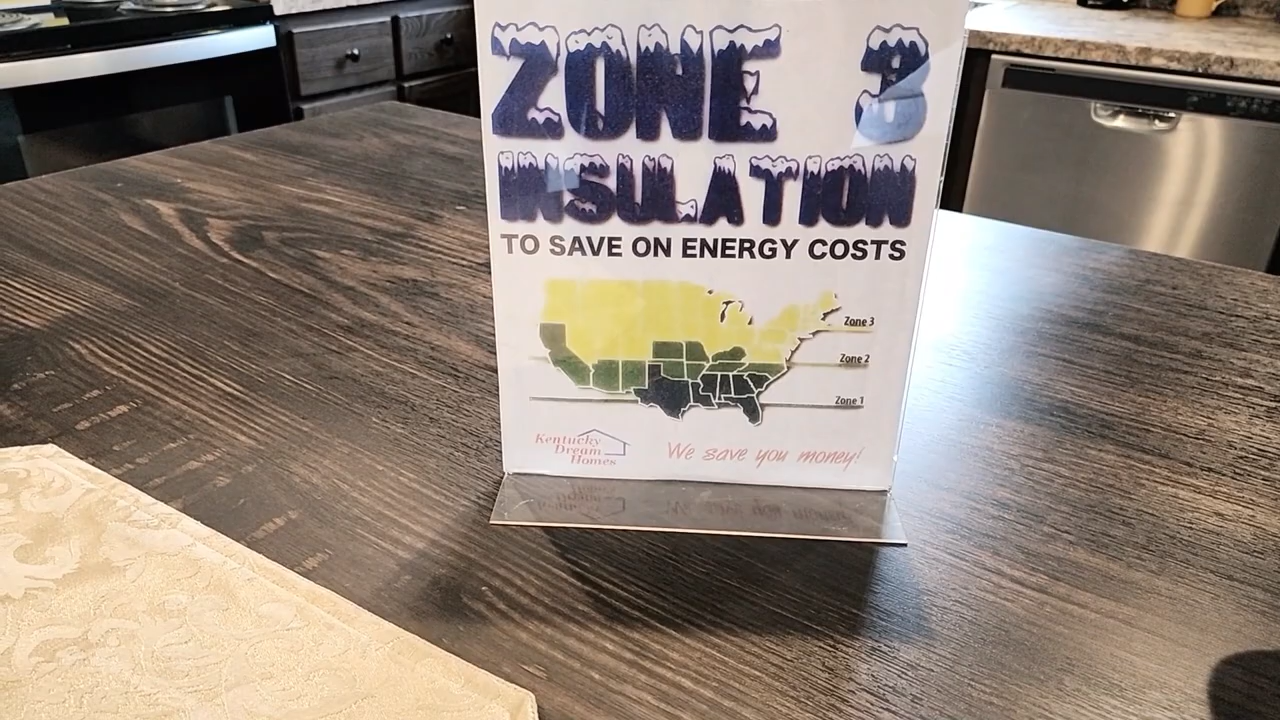 ZONE 3
INSULATION
TO SAVE ON ENERGY COSTS
Zone 3
Zone 2
Zone 1
Kentucky
Dream
Homes
We save you money!